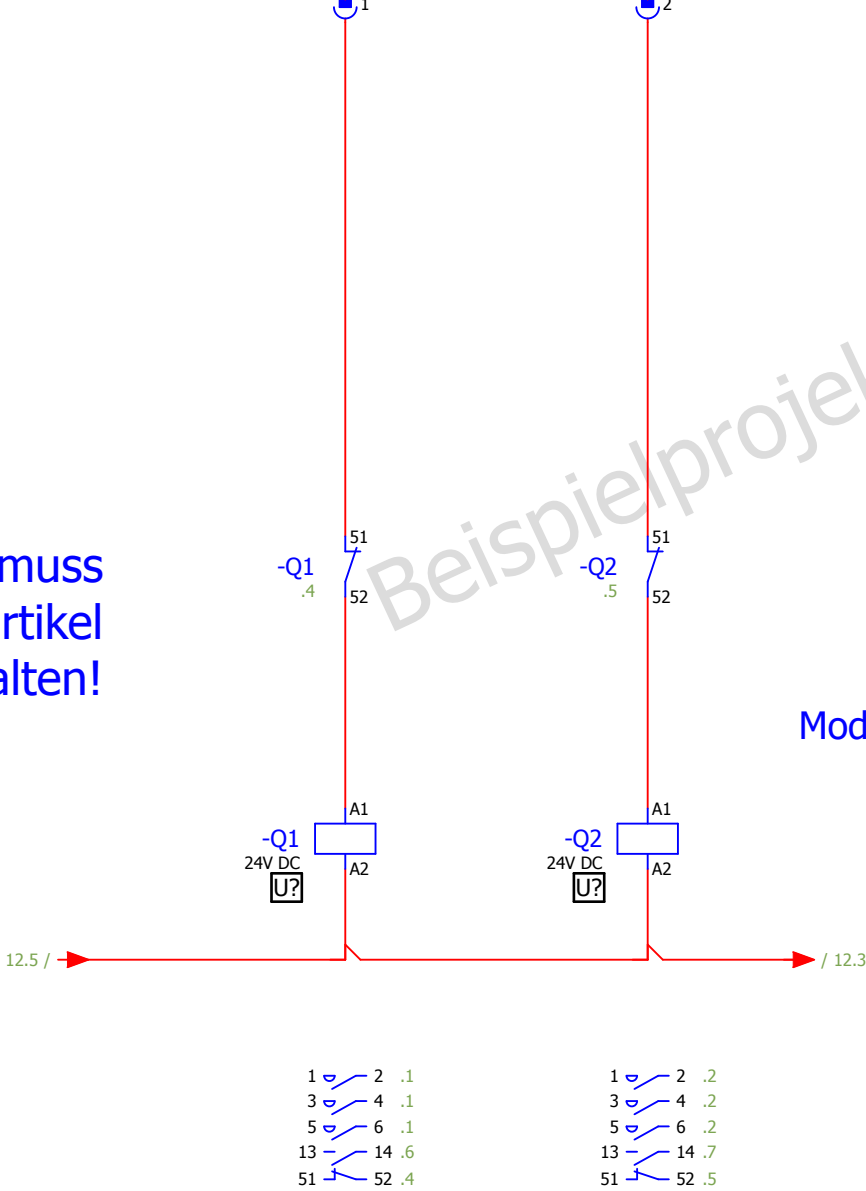 1
2
Beispielproje
51
-Q1
.4
52
51
-Q2
.5
52
muss
rtikel
alten!
Mod
A1
-Q1
24V DC
A2
U?
A1
-Q2
24V DC
A2
U?
12.5 /
/ 12.3
1 2 .1
3 4 .1
5 6 .1
13 14 .6
51 52 .4
1 2 .2
3 4 .2
5 6 .2
13 14 .7
51 52 .5